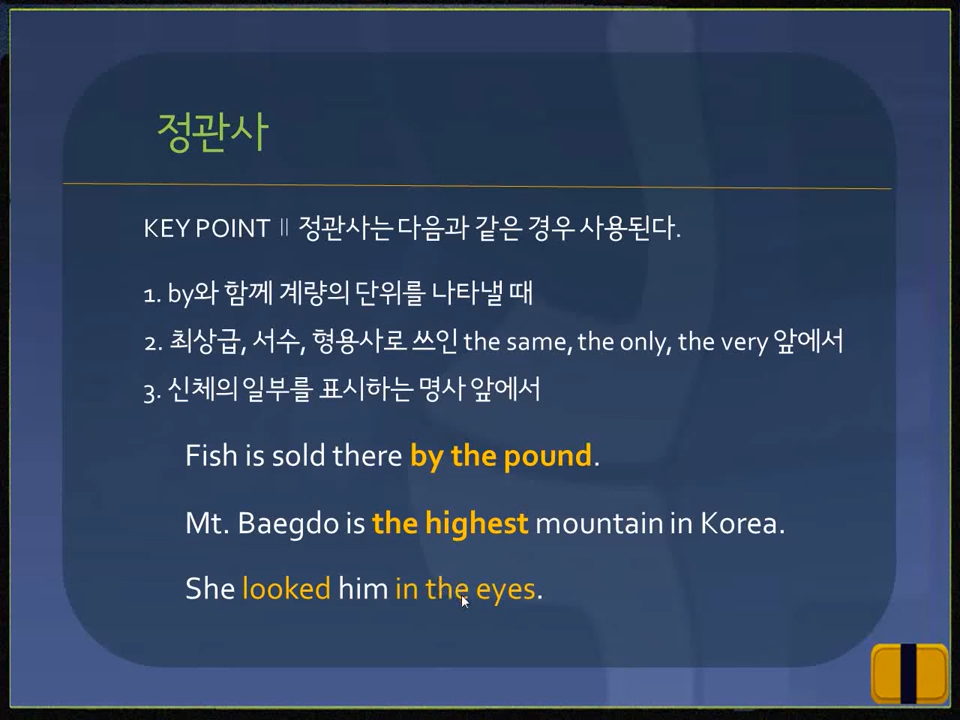 정관사
KEY POINT Ⅱ 정관사는 다음과 같은 경우 사용된다.
1. by와 함께 계량의 단위를 나타낼 때
2. 최상급, 서수, 형용사로 쓰인 the same, the only, the very 앞에서
3. 신체의 일부를 표시하는 명사 앞에서
Fish is sold there by the pound.
Mt. Baegdo is the highest mountain in Korea.
She looked him in the eyes.